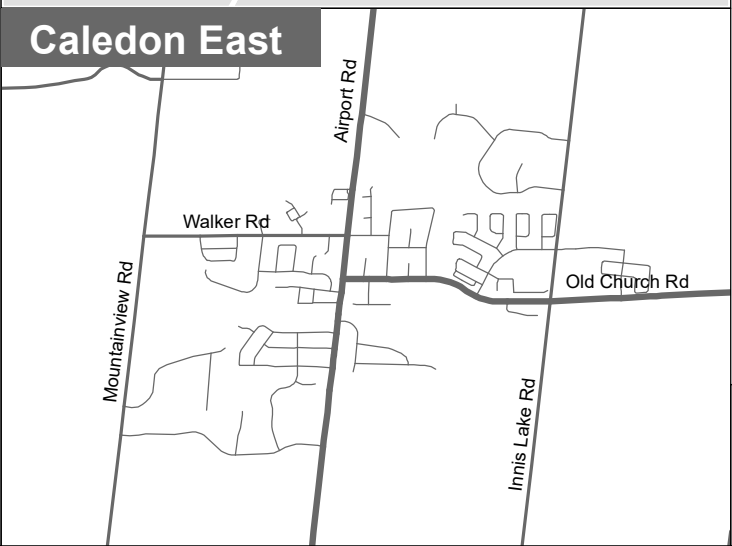 Caledon East
Airport Rd
Walker Rd
Old Church Rd
Mountainview Rd
Innis Lake Rd